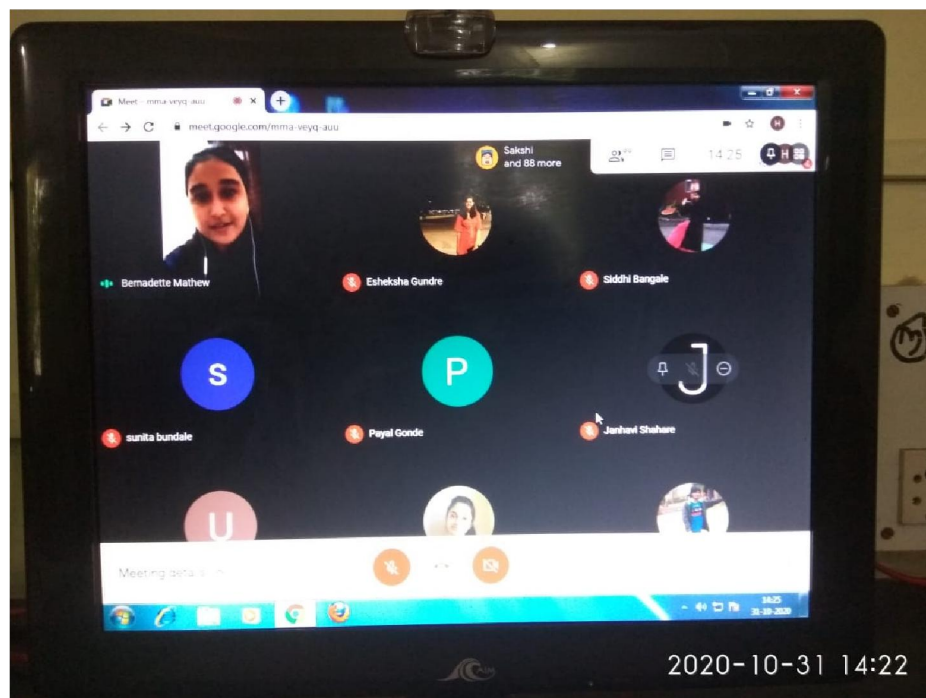 Meet - mma-veyq-auu
meet.google.com/mma-veyq-auu
H
Sakshi
and 88 more
14:25
H
Bernadette Mathew
Esheksha Gundre
Siddhi Bangale
S
P
J
sunita bundale
Payal Gonde
Janhavi Shahare
U
Meeting details
14:25
31-10-2020
2020-10-31 14:22